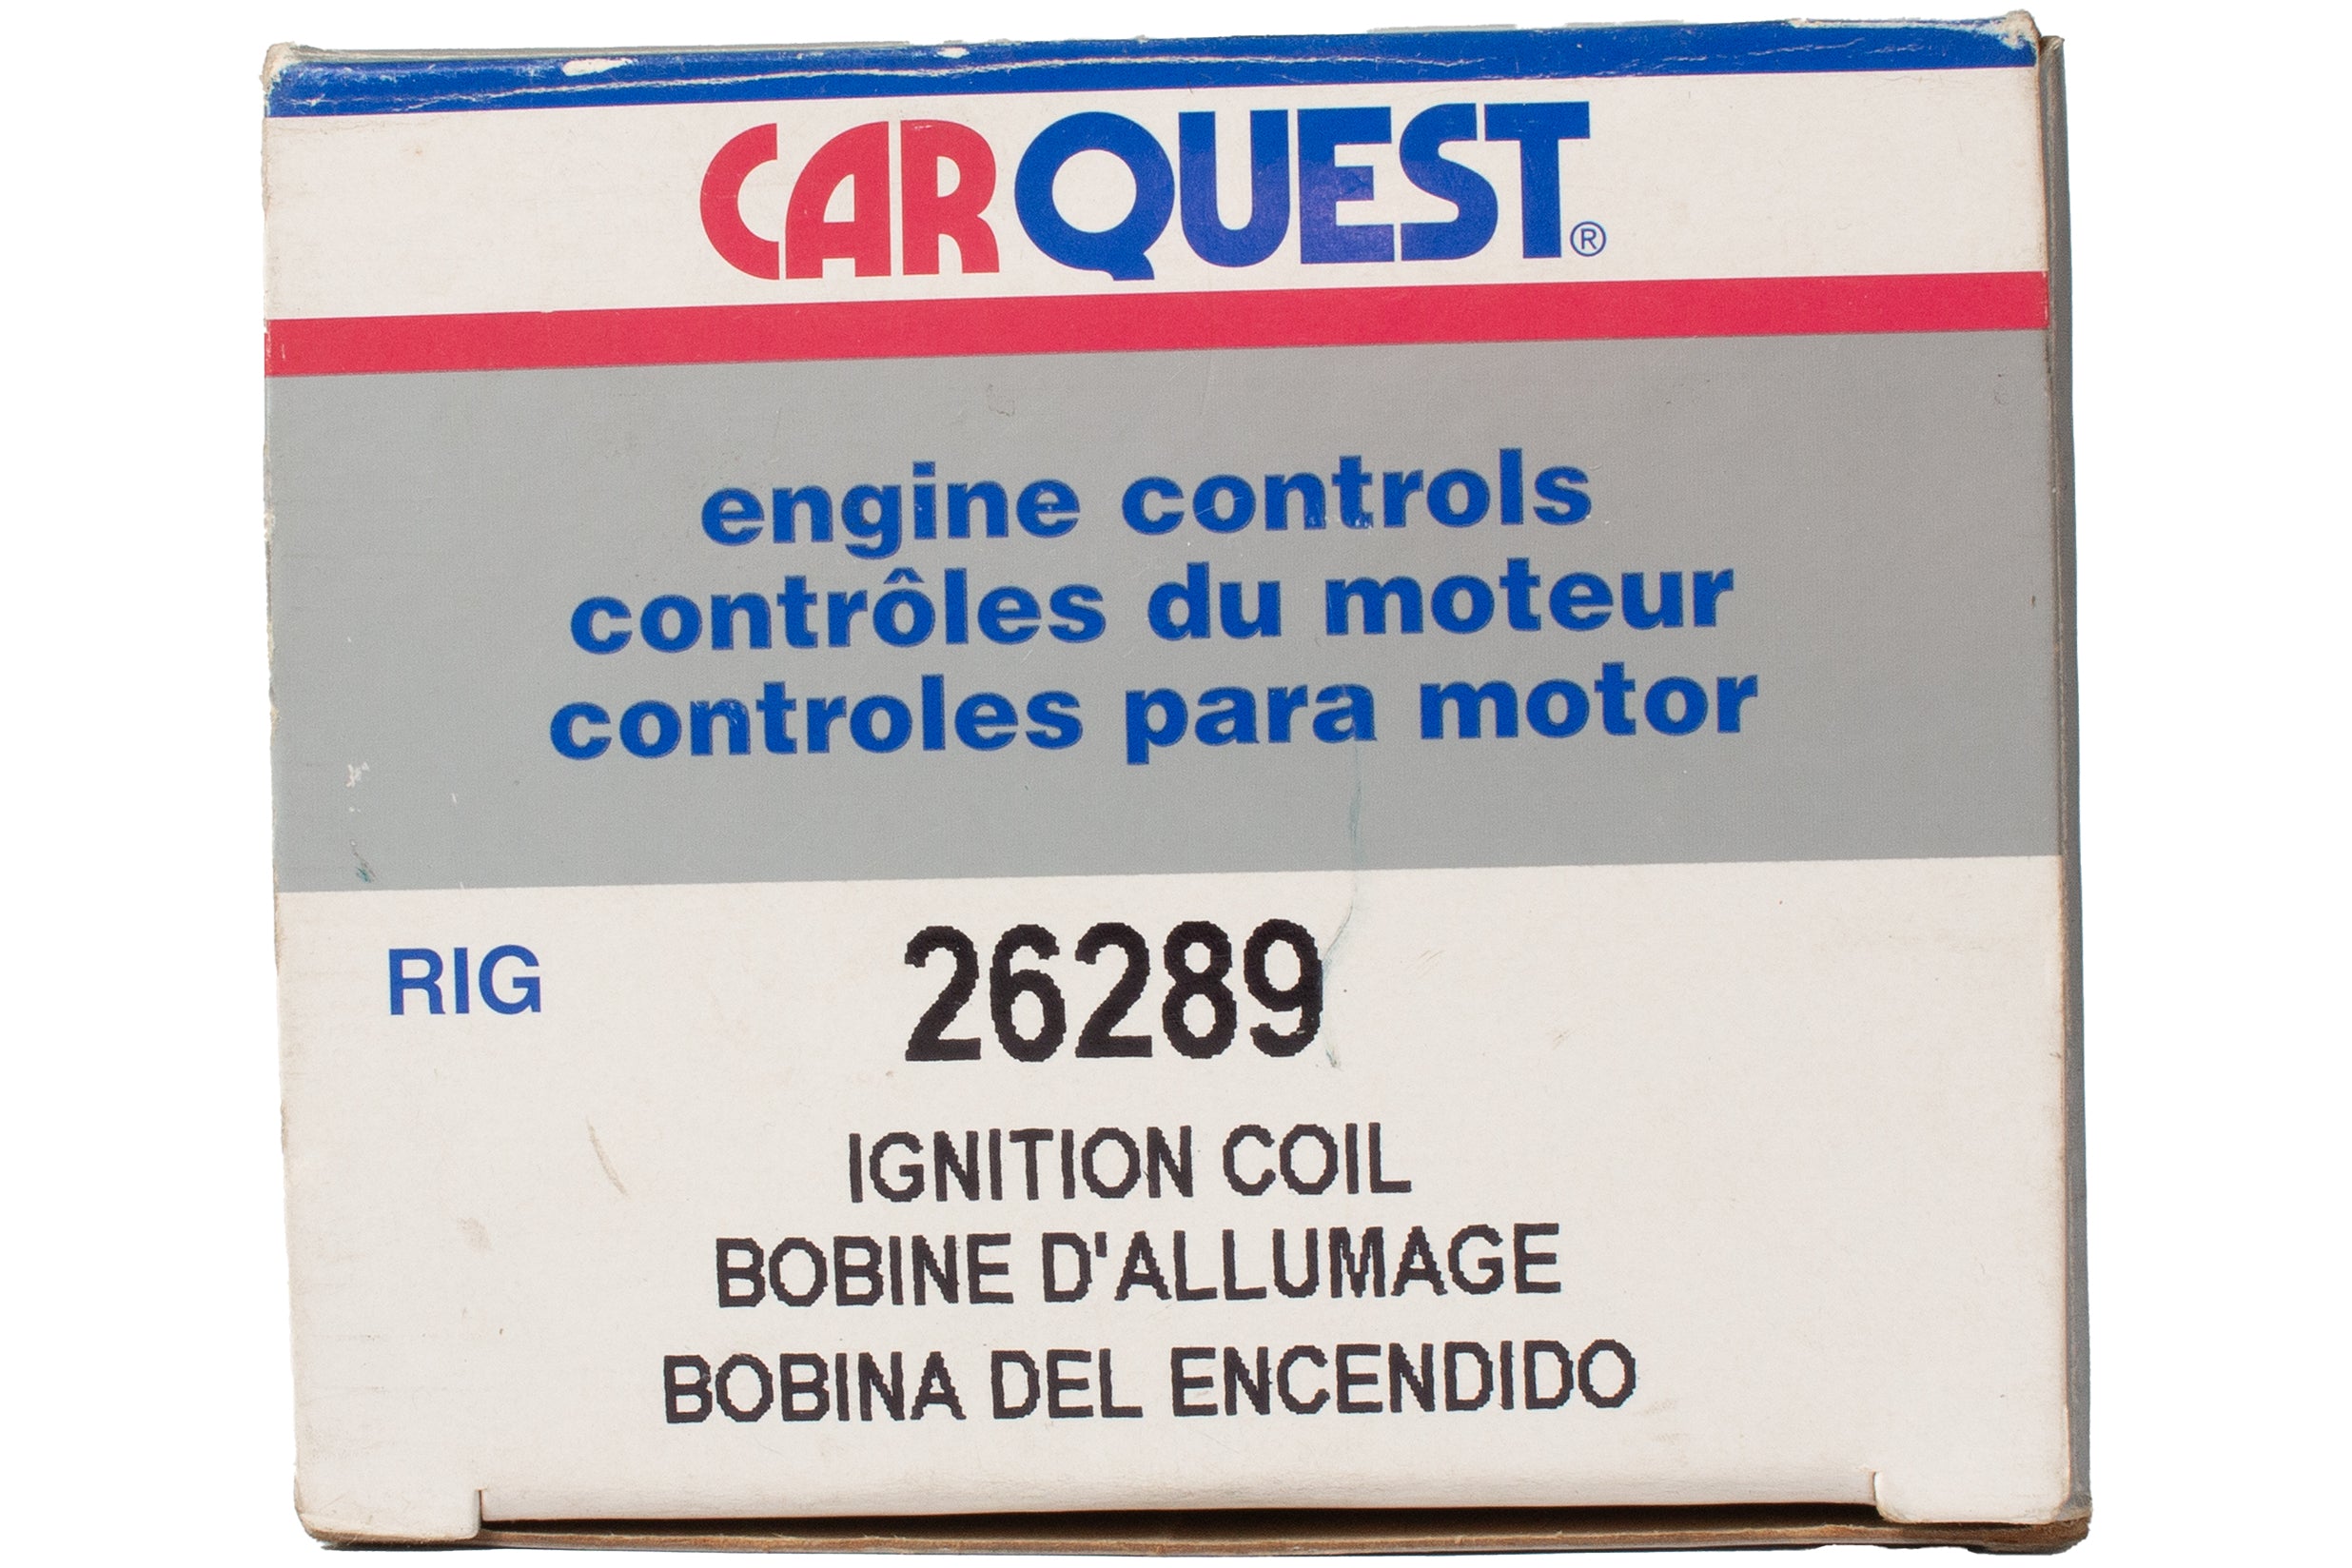 CARQUEST®
engine controls
contrôles du moteur
controles para motor
RIG 26289
IGNITION COIL
BOBINE D'ALLUMAGE
BOBINA DEL ENCENDIDO